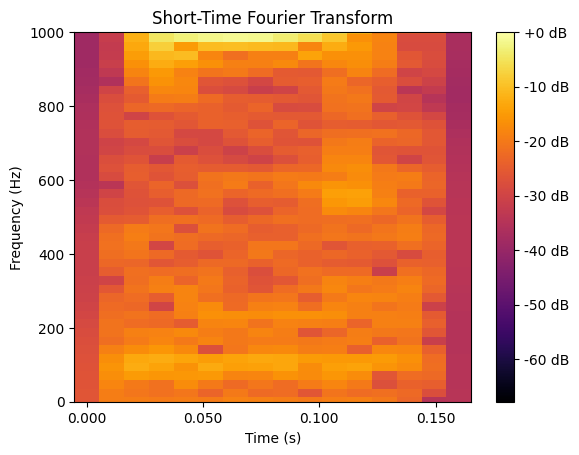 Short-Time Fourier Transform
Frequency (Hz)
1000
800
600
400
200
0
0.000 0.050 0.100 0.150
Time (s)
+0 dB
-10 dB
-20 dB
-30 dB
-40 dB
-50 dB
-60 dB